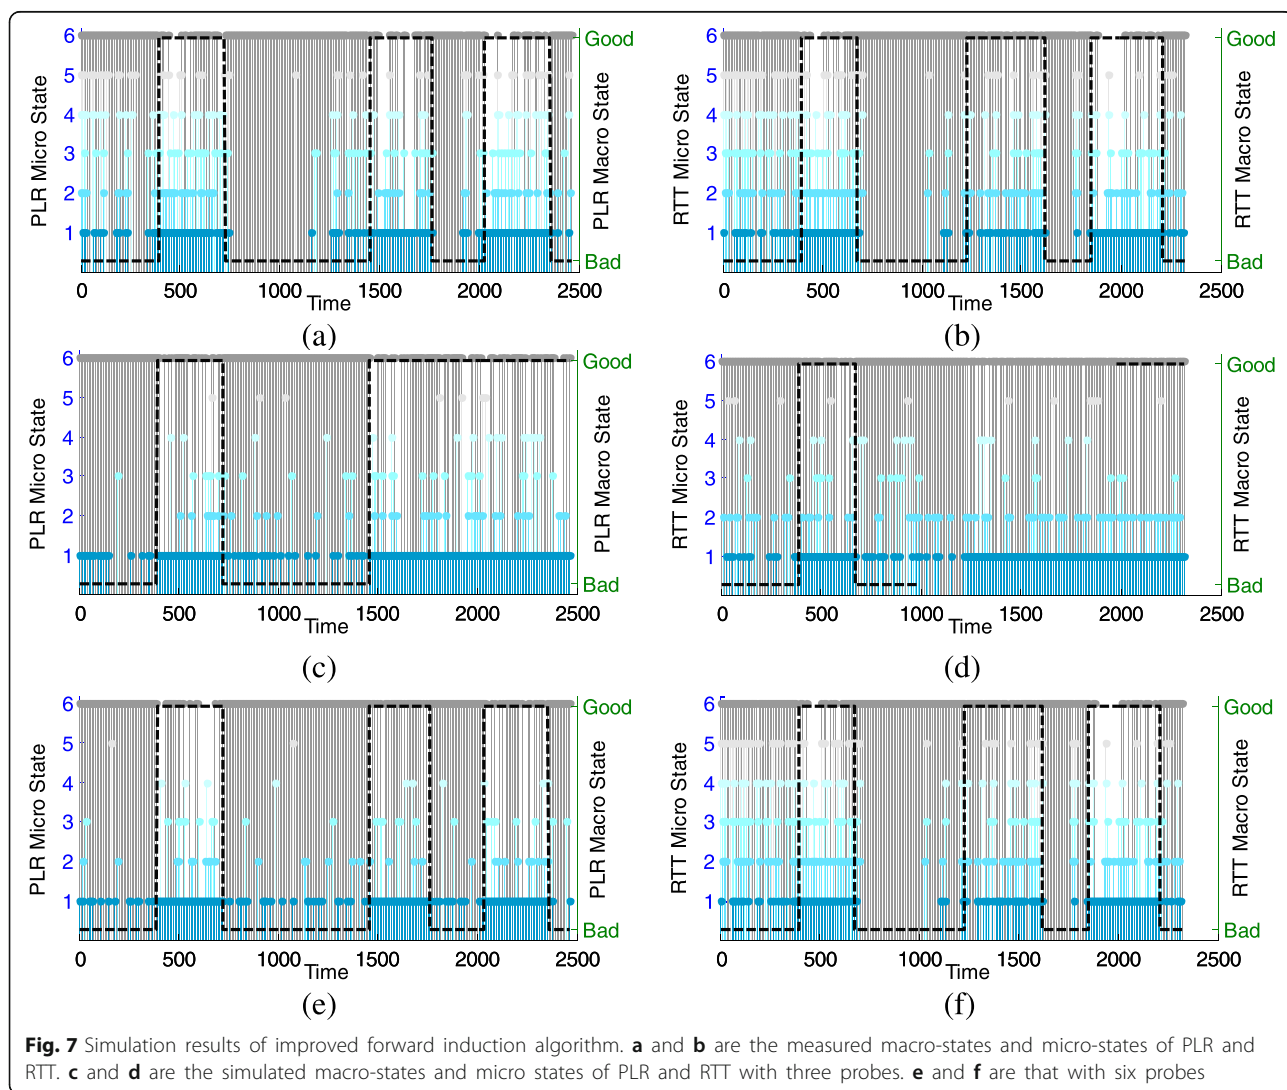 6
5
4
3
2
1
PLR Micro State
Good
Bad
PLR Macro State
0 500 1000 1500 2000 2500
Time
(a)
6
5
4
3
2
1
RTT Micro State
Good
Bad
RTT Macro State
0 500 1000 1500 2000 2500
Time
(b)
6
5
4
3
2
1
PLR Micro State
Good
Bad
PLR Macro State
0 500 1000 1500 2000 2500
Time
(c)
6
5
4
3
2
1
RTT Micro State
Good
Bad
RTT Macro State
0 500 1000 1500 2000 2500
Time
(d)
6
5
4
3
2
1
PLR Micro State
Good
Bad
PLR Macro State
0 500 1000 1500 2000 2500
Time
(e)
6
5
4
3
2
1
RTT Micro State
Good
Bad
RTT Macro State
0 500 1000 1500 2000 2500
Time
(f)
Fig. 7 Simulation results of improved forward induction algorithm. a and b are the measured macro-states and micro-states of PLR and
RTT. c and d are the simulated macro-states and micro states of PLR and RTT with three probes. e and f are that with six probes